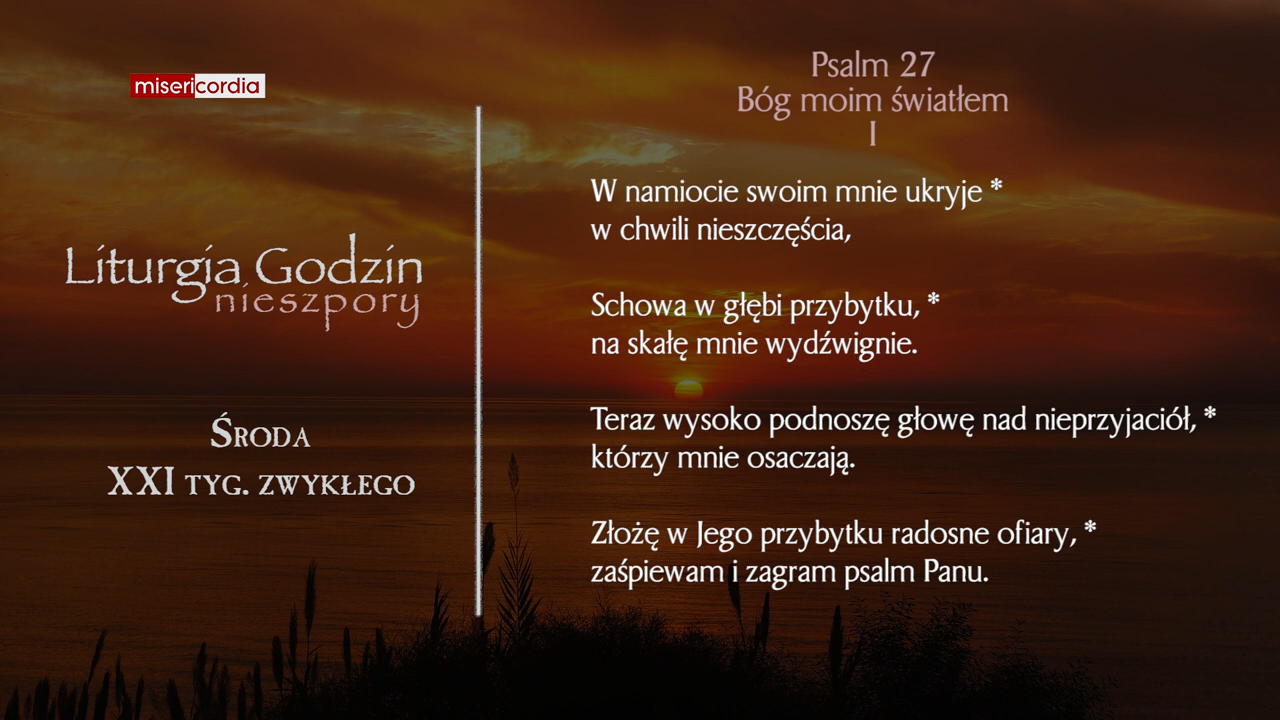 misericordia
Liturgia Godzin
nieszpory
Środa
XXI tyg. zwykłego
Psalm 27
Bóg moim światłem
I
W namiocie swoim mnie ukryje *
w chwili nieszczęścia,
Schowa w głębi przybytku, *
na skałę mnie wydźwignie.
Teraz wysoko podnoszę głowę nad nieprzyjaciół, *
którzy mnie osaczają.
Złożę w Jego przybytku radosne ofiary, *
zaśpiewam i zagram psalm Panu.